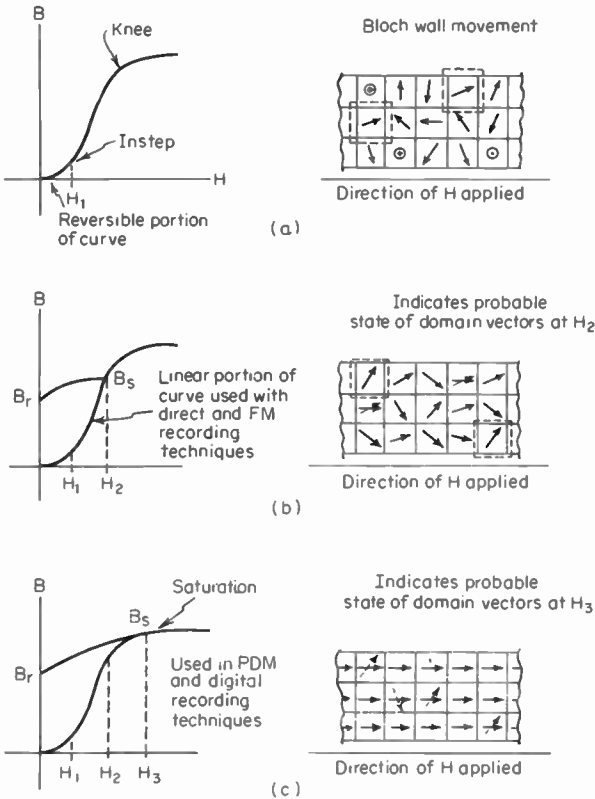 B
Knee
Instep
H₁
H
Reversible portion
of curve
Bloch wall movement
Direction of H applied
(a)
B
Bᵣ
Bₛ
H₁ H₂
Linear portion of
curve used with
direct and FM
recording
techniques
Indicates probable
state of domain vectors at H₂
Direction of H applied
(b)
B
Bᵣ
Bₛ
Saturation
H₁ H₂ H₃
Used in PDM
and digital
recording
techniques
Indicates probable
state of domain vectors at H₃
Direction of H applied
(c)